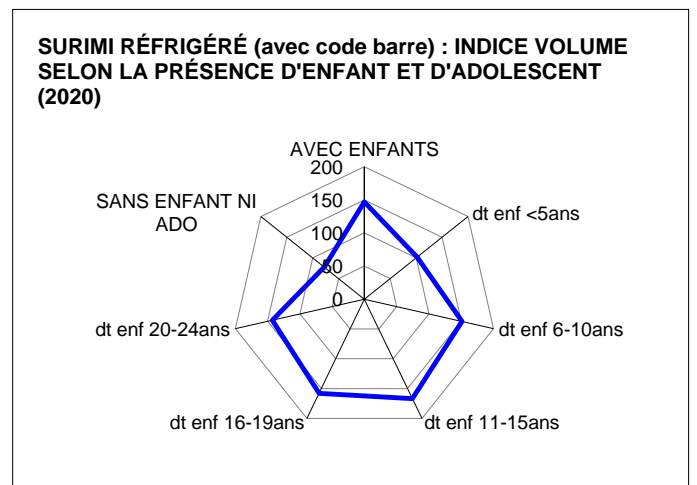 SURIMI RÉFRIGÉRÉ (avec code barre) : INDICE VOLUME
SELON LA PRÉSENCE D'ENFANT ET D'ADOLESCENT
(2020)
AVEC ENFANTS
200
150
100
50
0
SANS ENFANT NI
ADO
dt enf <5ans
dt enf 20-24ans
dt enf 6-10ans
dt enf 16-19ans
dt enf 11-15ans